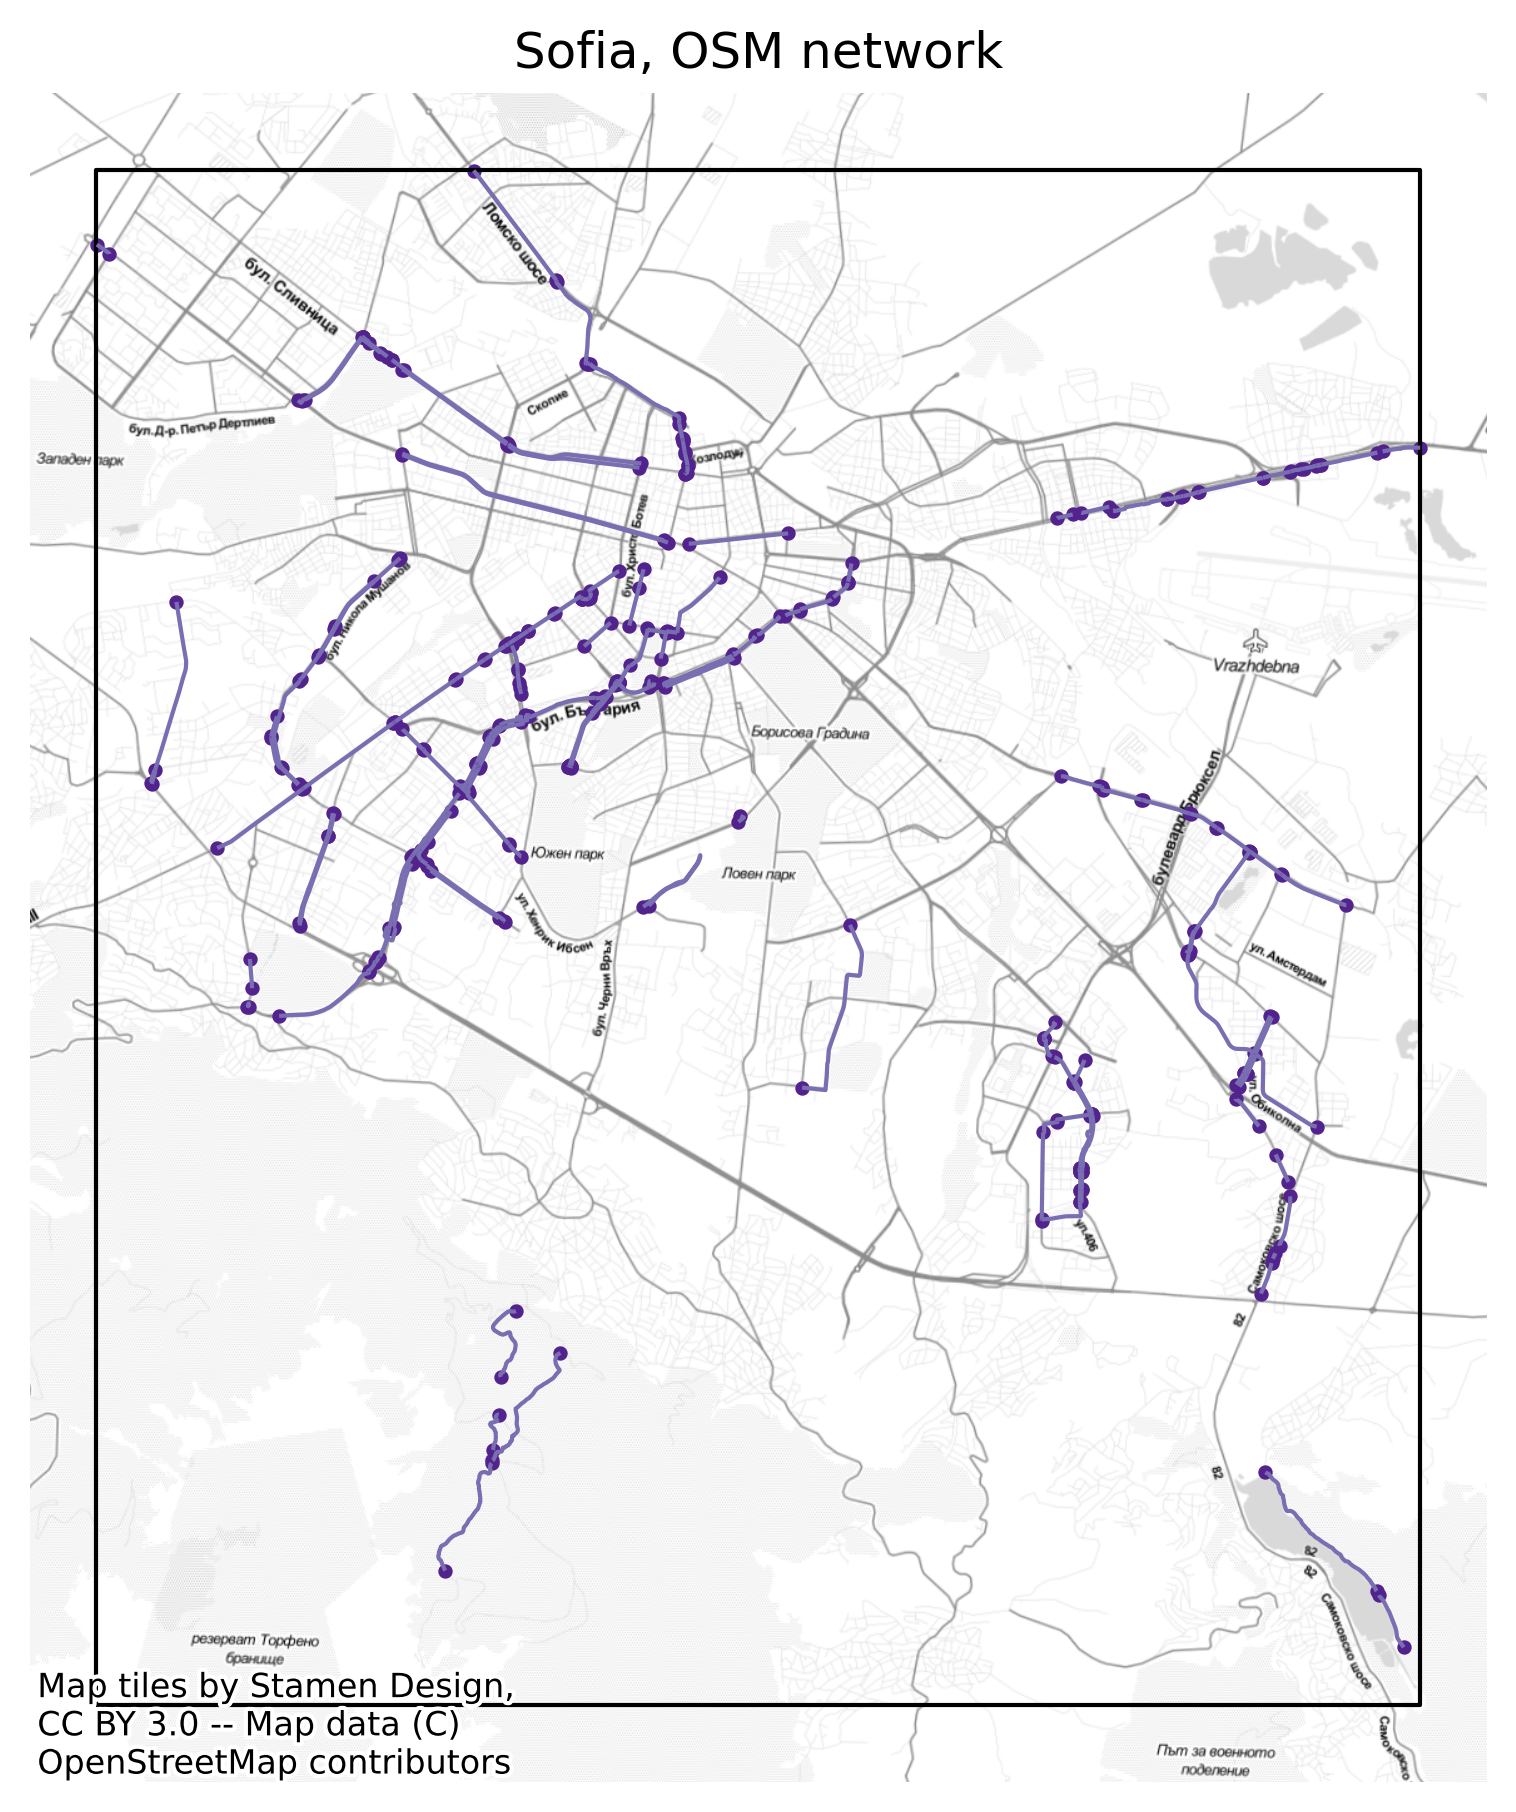 Sofia, OSM network
Ломско шосе
бул. Сливница
Скопие
бул. Д-р. Петър Дертлиев
Западен парк
Козлодуй
бул. Христо Ботев
бул. Никола Мушанов
Vrazhdebna
бул. България
Борисова Градина
булевард Брюксел
Южен парк
Ловен парк
ул. Хенрик Ибсен
ул. Амстердам
бул. Черни Връх
ул. Обиколна
Самоковско шосе
ул.406
82
82
82
82
Самоковско шосе
резерват Торфено
бранище
Map tiles by Stamen Design,
CC BY 3.0 -- Map data (C)
OpenStreetMap contributors
Път за военното
поделение
Самоковско